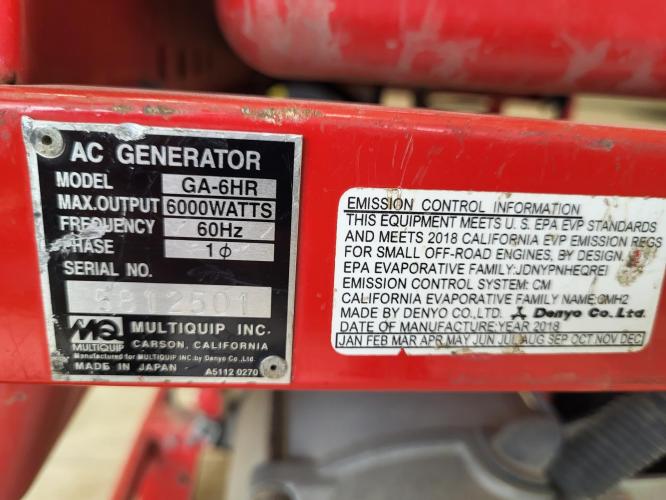 AC GENERATOR
MODEL GA-6HR
MAX.OUTPUT 6000WATTS
FREQUENCY 60Hz
PHASE 1ϕ
SERIAL NO.
5812501
MQ MULTIQUIP INC.
MULTIQUIP CARSON, CALIFORNIA
Manufactured for MULTIQUIP INC.by Denyo Co.,Ltd.
MADE IN JAPAN A5112 0270
EMISSION CONTROL INFORMATION
THIS EQUIPMENT MEETS U. S. EPA EVP STANDARDS
AND MEETS 2018 CALIFORNIA EVP EMISSION REGS
FOR SMALL OFF-ROAD ENGINES, BY DESIGN.
EPA EVAPORATIVE FAMILY:JDNYPNHEQREI
EMISSION CONTROL SYSTEM: CM
CALIFORNIA EVAPORATIVE FAMILY NAME:CMH2
MADE BY DENYO CO.,LTD. Denyo Co.,Ltd.
DATE OF MANUFACTURE:YEAR 2018
JAN FEB MAR APR MAY JUN JUL AUG SEP OCT NOV DEC